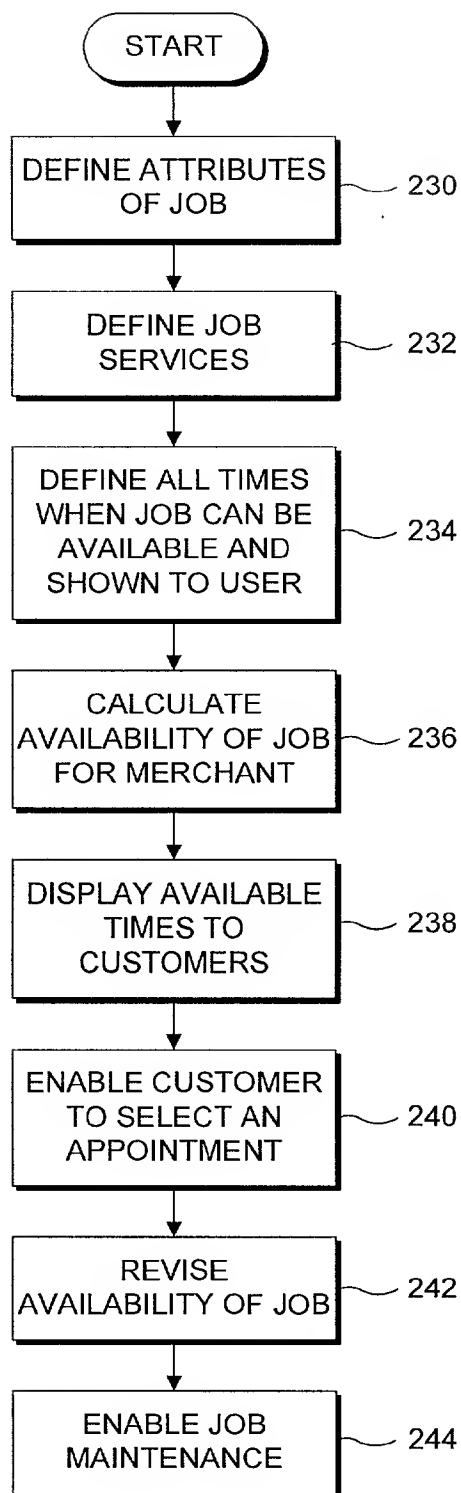 START
DEFINE ATTRIBUTES
OF JOB
230
DEFINE JOB
SERVICES
232
DEFINE ALL TIMES
WHEN JOB CAN BE
AVAILABLE AND
SHOWN TO USER
234
CALCULATE
AVAILABILITY OF JOB
FOR MERCHANT
236
DISPLAY AVAILABLE
TIMES TO
CUSTOMERS
238
ENABLE CUSTOMER
TO SELECT AN
APPOINTMENT
240
REVISE
AVAILABILITY OF JOB
242
ENABLE JOB
MAINTENANCE
244